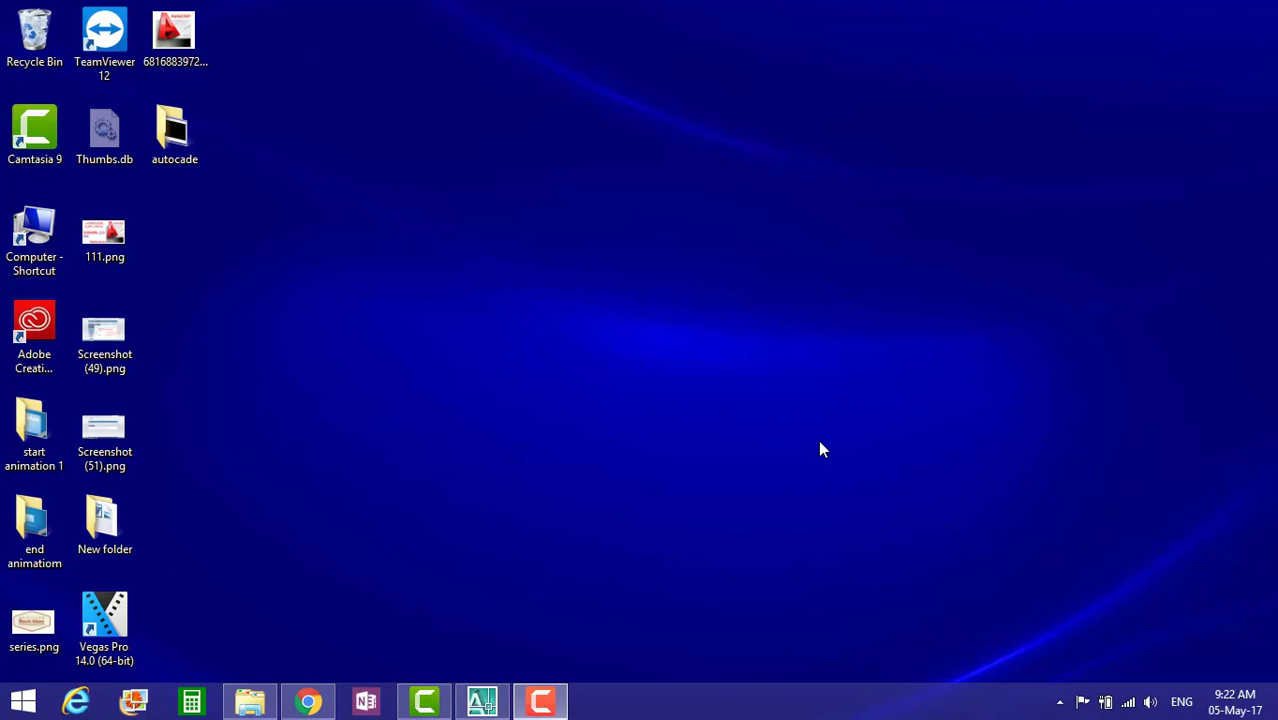 Recycle Bin
TeamViewer
12
6816883972...
Camtasia 9
Thumbs.db
autocade
Computer -
Shortcut
111.png
Adobe
Creati...
Screenshot
(49).png
start
animation 1
Screenshot
(51).png
end
animatiom
New folder
series.png
Vegas Pro
14.0 (64-bit)
ENG
9:22 AM
05-May-17